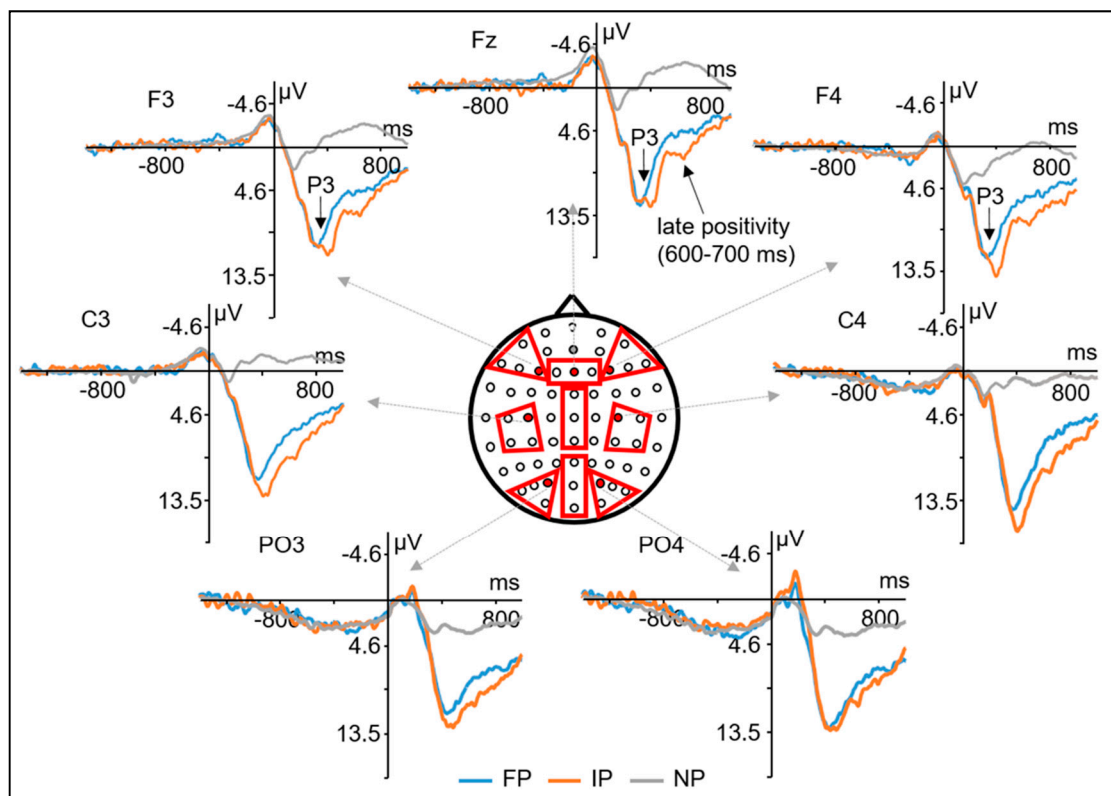 Fz
-4.6
µV
ms
-800
800
4.6
P3
13.5
late positivity
(600-700 ms)
F3
-4.6
µV
ms
-800
800
4.6
P3
13.5
F4
-4.6
µV
ms
-800
800
4.6
P3
13.5
C3
-4.6
µV
ms
-800
800
4.6
13.5
C4
-4.6
µV
ms
-800
800
4.6
13.5
PO3
-4.6
µV
ms
-800
800
4.6
13.5
PO4
-4.6
µV
ms
-800
800
4.6
13.5
FP IP NP